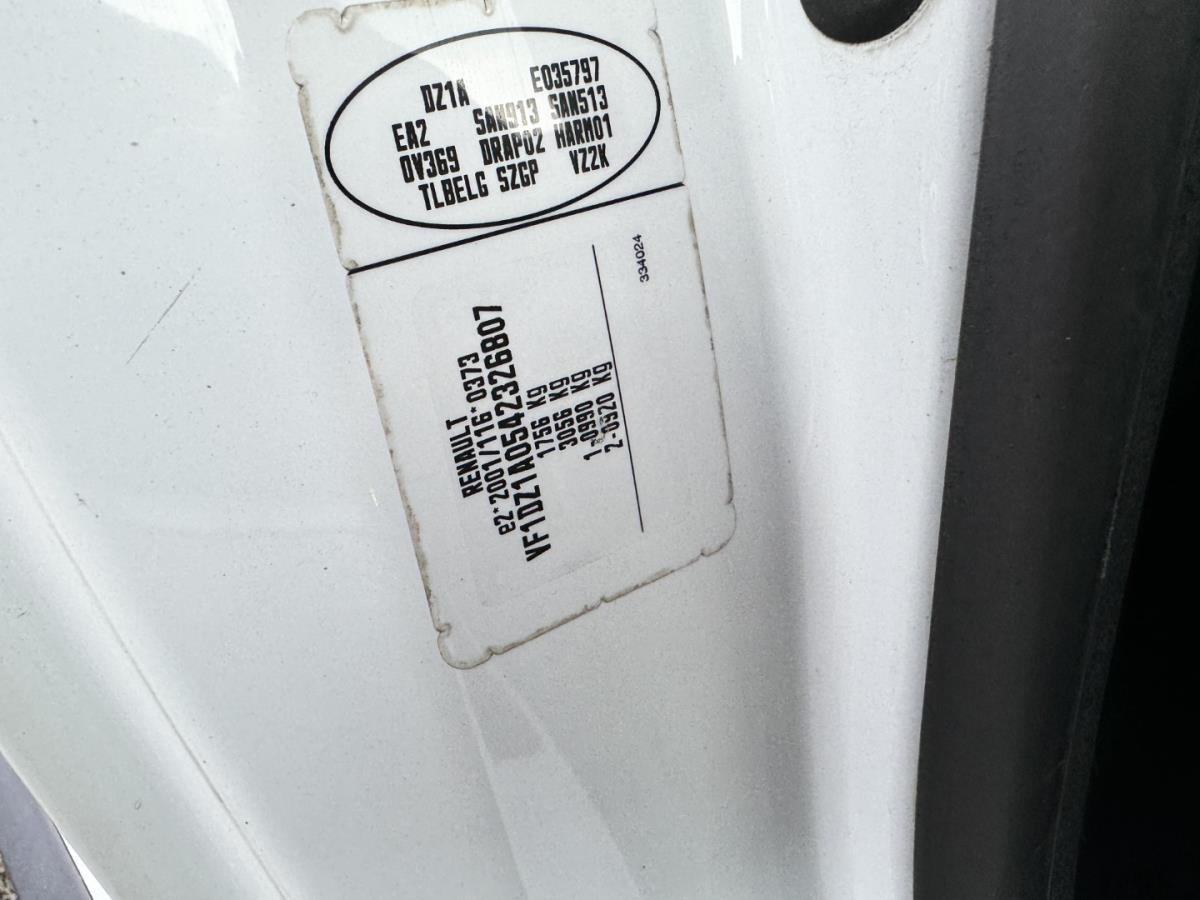 DZ1A E035797
EA2 SAN913 SAN513
OV369 DRAP02 HARM01
TLBELG SZGP VZ2K
RENAULT
e2*2001/116*0373
VF1DZ1A0542326807
1756 Kg
3056 Kg
1-0990 Kg
2-0920 Kg
334024